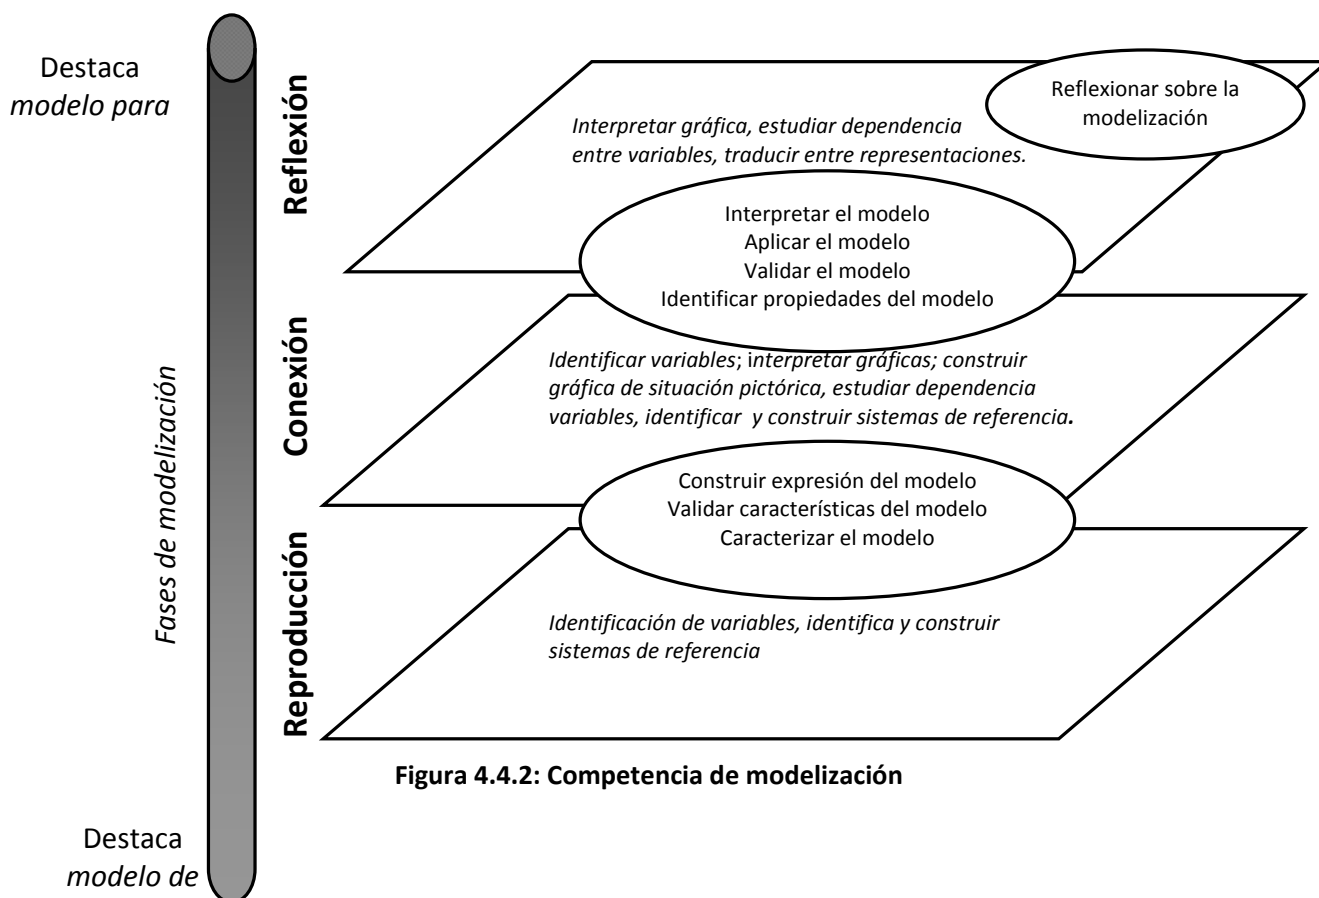 Destaca
modelo para
Fases de modelización
Destaca
modelo de
Reflexión
Reflexionar sobre la
modelización
Interpretar gráfica, estudiar dependencia
entre variables, traducir entre representaciones.
Interpretar el modelo
Aplicar el modelo
Validar el modelo
Identificar propiedades del modelo
Conexión
Identificar variables; interpretar gráficas; construir
gráfica de situación pictórica, estudiar dependencia
variables, identificar y construir sistemas de referencia.
Construir expresión del modelo
Validar características del modelo
Caracterizar el modelo
Reproducción
Identificación de variables, identifica y construir
sistemas de referencia
Figura 4.4.2: Competencia de modelización